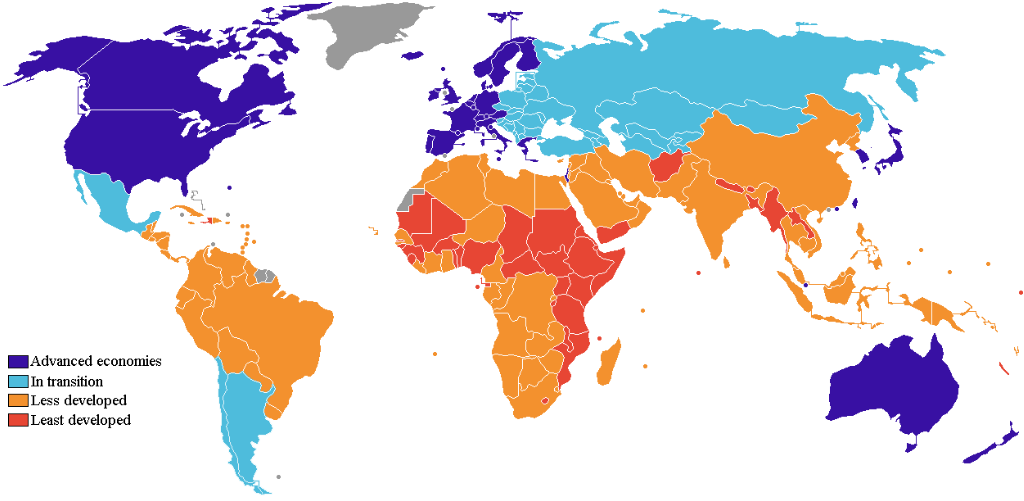 Advanced economies
In transition
Less developed
Least developed